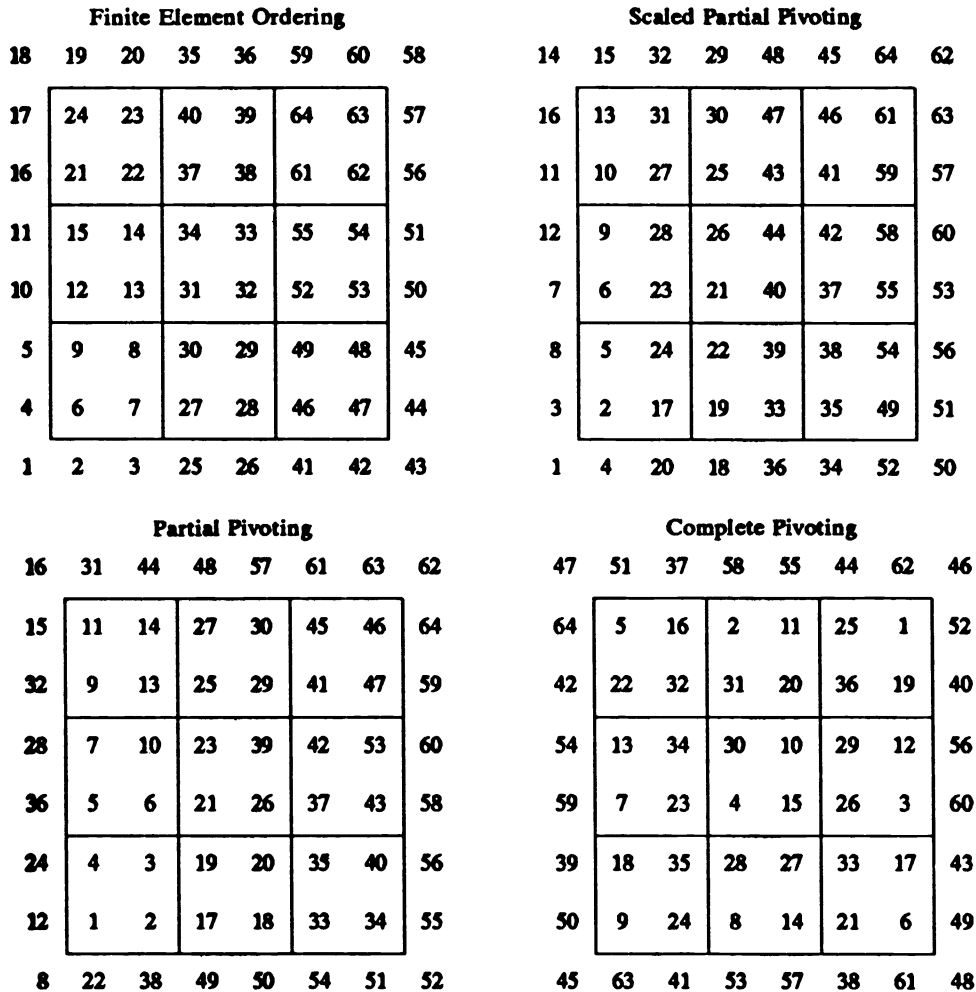 Finite Element Ordering
18 19 20 35 36 59 60 58
17 24 23 40 39 64 63 57
16 21 22 37 38 61 62 56
11 15 14 34 33 55 54 51
10 12 13 31 32 52 53 50
5 9 8 30 29 49 48 45
4 6 7 27 28 46 47 44
1 2 3 25 26 41 42 43
Scaled Partial Pivoting
14 15 32 29 48 45 64 62
16 13 31 30 47 46 61 63
11 10 27 25 43 41 59 57
12 9 28 26 44 42 58 60
7 6 23 21 40 37 55 53
8 5 24 22 39 38 54 56
3 2 17 19 33 35 49 51
1 4 20 18 36 34 52 50
Partial Pivoting
16 31 44 48 57 61 63 62
15 11 14 27 30 45 46 64
32 9 13 25 29 41 47 59
28 7 10 23 39 42 53 60
36 5 6 21 26 37 43 58
24 4 3 19 20 35 40 56
12 1 2 17 18 33 34 55
8 22 38 49 50 54 51 52
Complete Pivoting
47 51 37 58 55 44 62 46
64 5 16 2 11 25 1 52
42 22 32 31 20 36 19 40
54 13 34 30 10 29 12 56
59 7 23 4 15 26 3 60
39 18 35 28 27 33 17 43
50 9 24 8 14 21 6 49
45 63 41 53 57 38 61 48